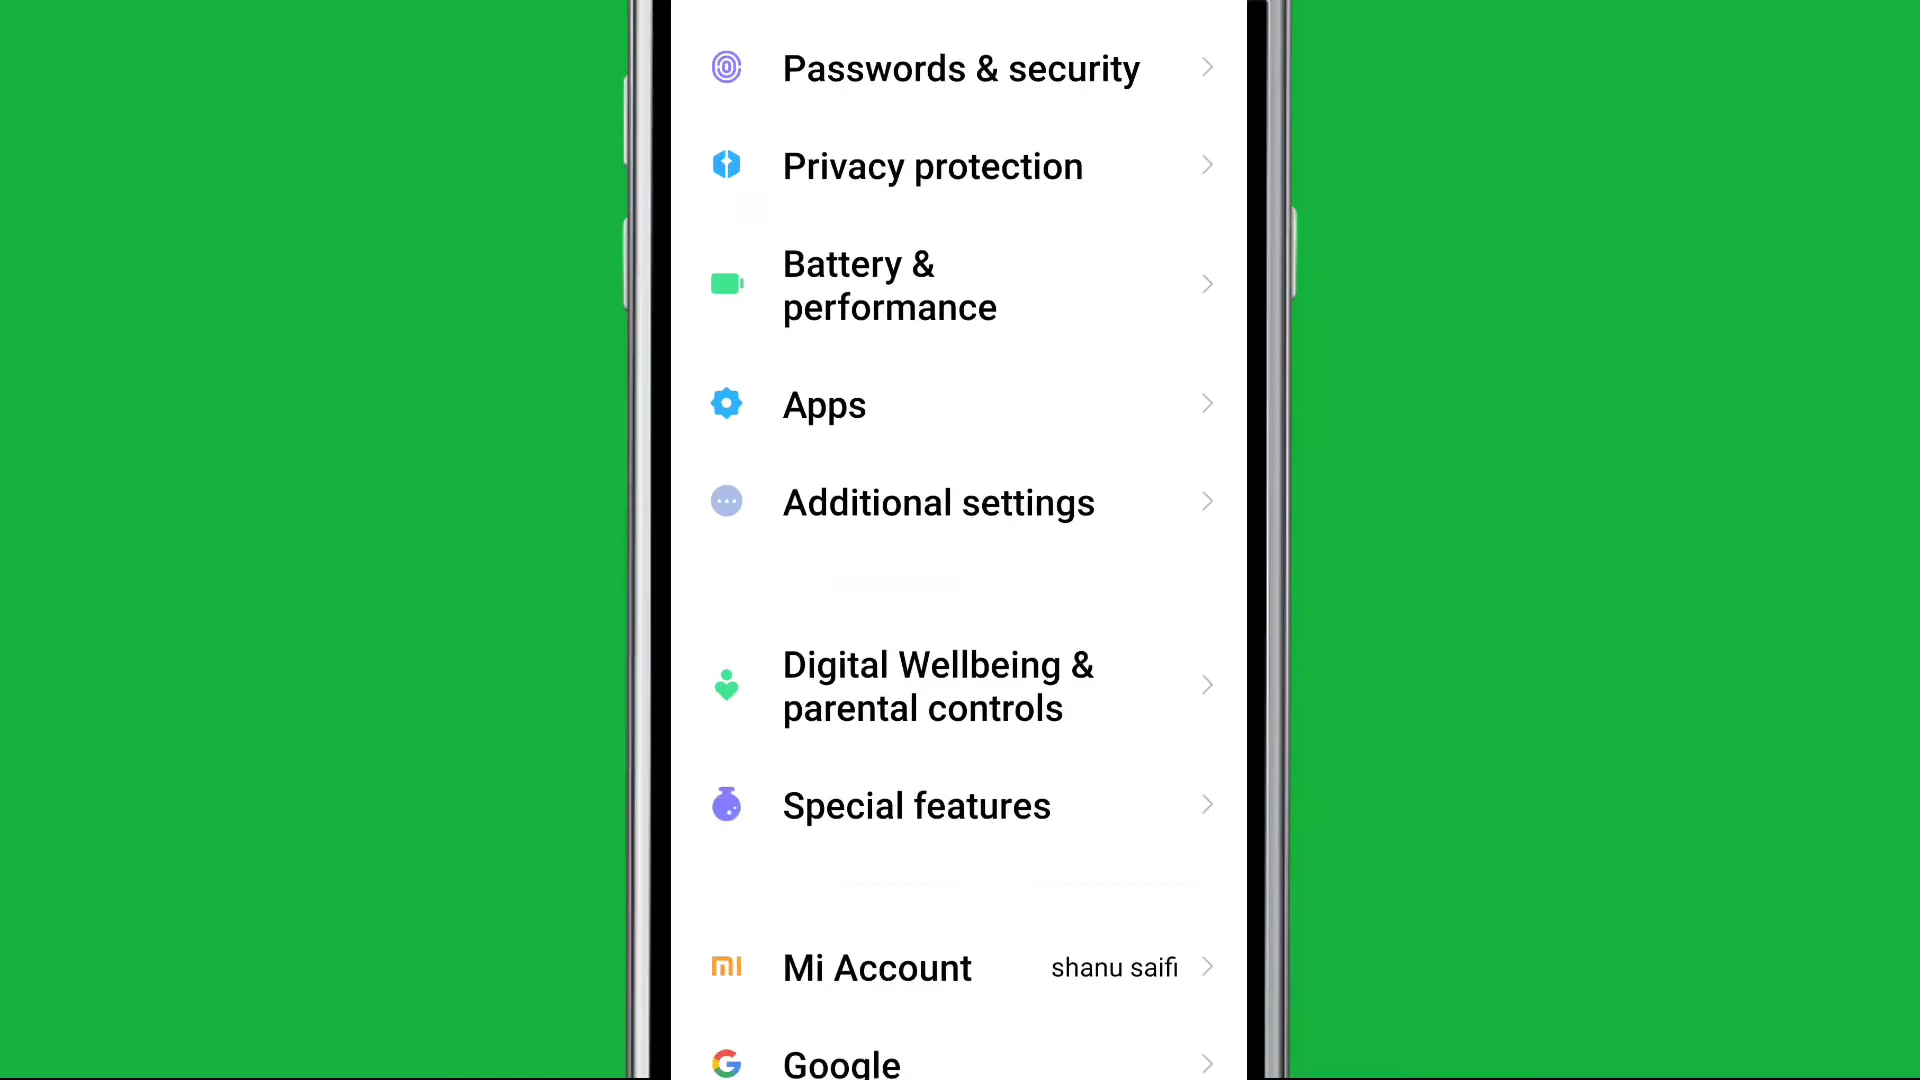 Passwords & security
Privacy protection
Battery &
performance
Apps
Additional settings
Digital Wellbeing &
parental controls
Special features
Mi Account shanu saifi
Google